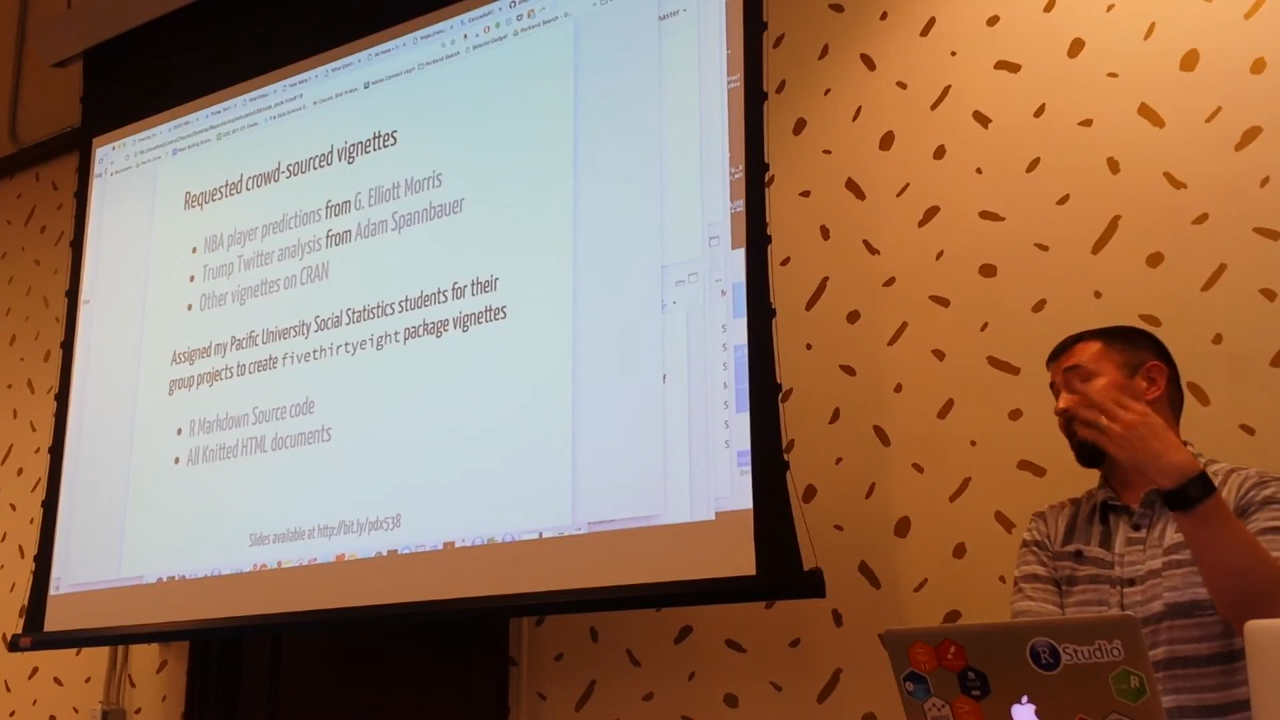 master
Requested crowd-sourced vignettes
NBA player predictions from G. Elliott Morris
Trump Twitter analysis from Adam Spannbauer
Other vignettes on CRAN
Assigned my Pacific University Social Statistics students for their
group projects to create fivethirtyeight package vignettes
R Markdown Source code
All Knitted HTML documents
Slides available at http://bit.ly/pdx538
R Studio
R